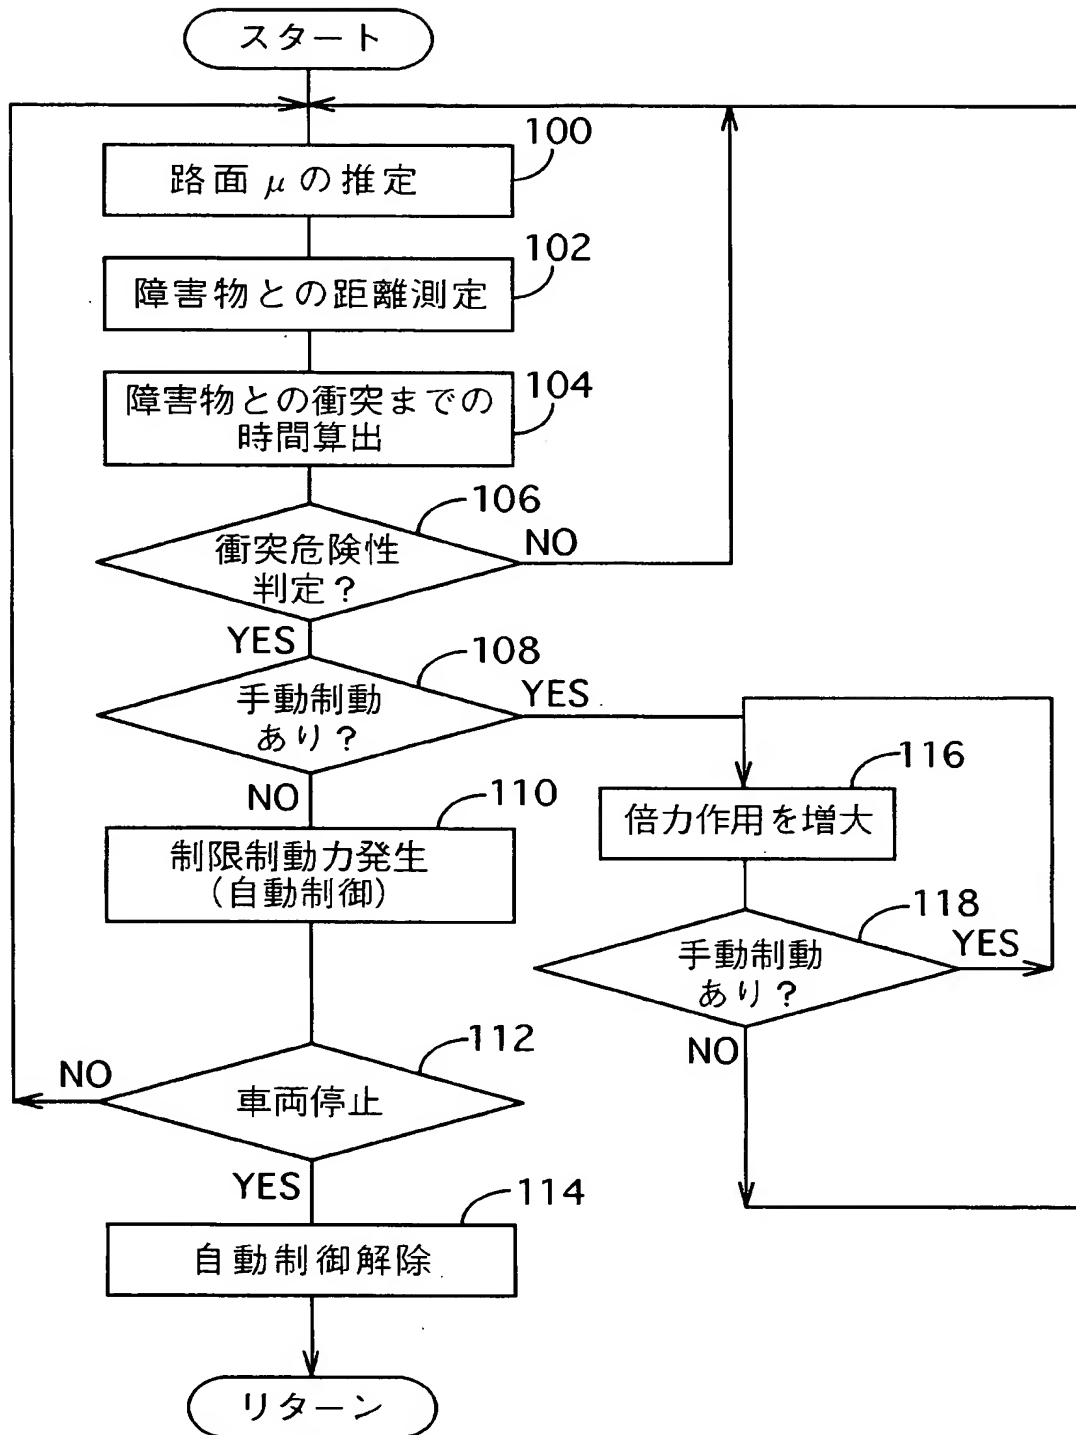 スタート
100
路面μの推定
102
障害物との距離測定
104
障害物との衝突までの
時間算出
106
衝突危険性
判定?
NO
YES
108
手動制動
あり?
YES
NO
110
制限制動力発生
(自動制御)
116
倍力作用を増大
118
手動制動
あり?
YES
NO
112
車両停止
NO
YES
114
自動制御解除
リターン